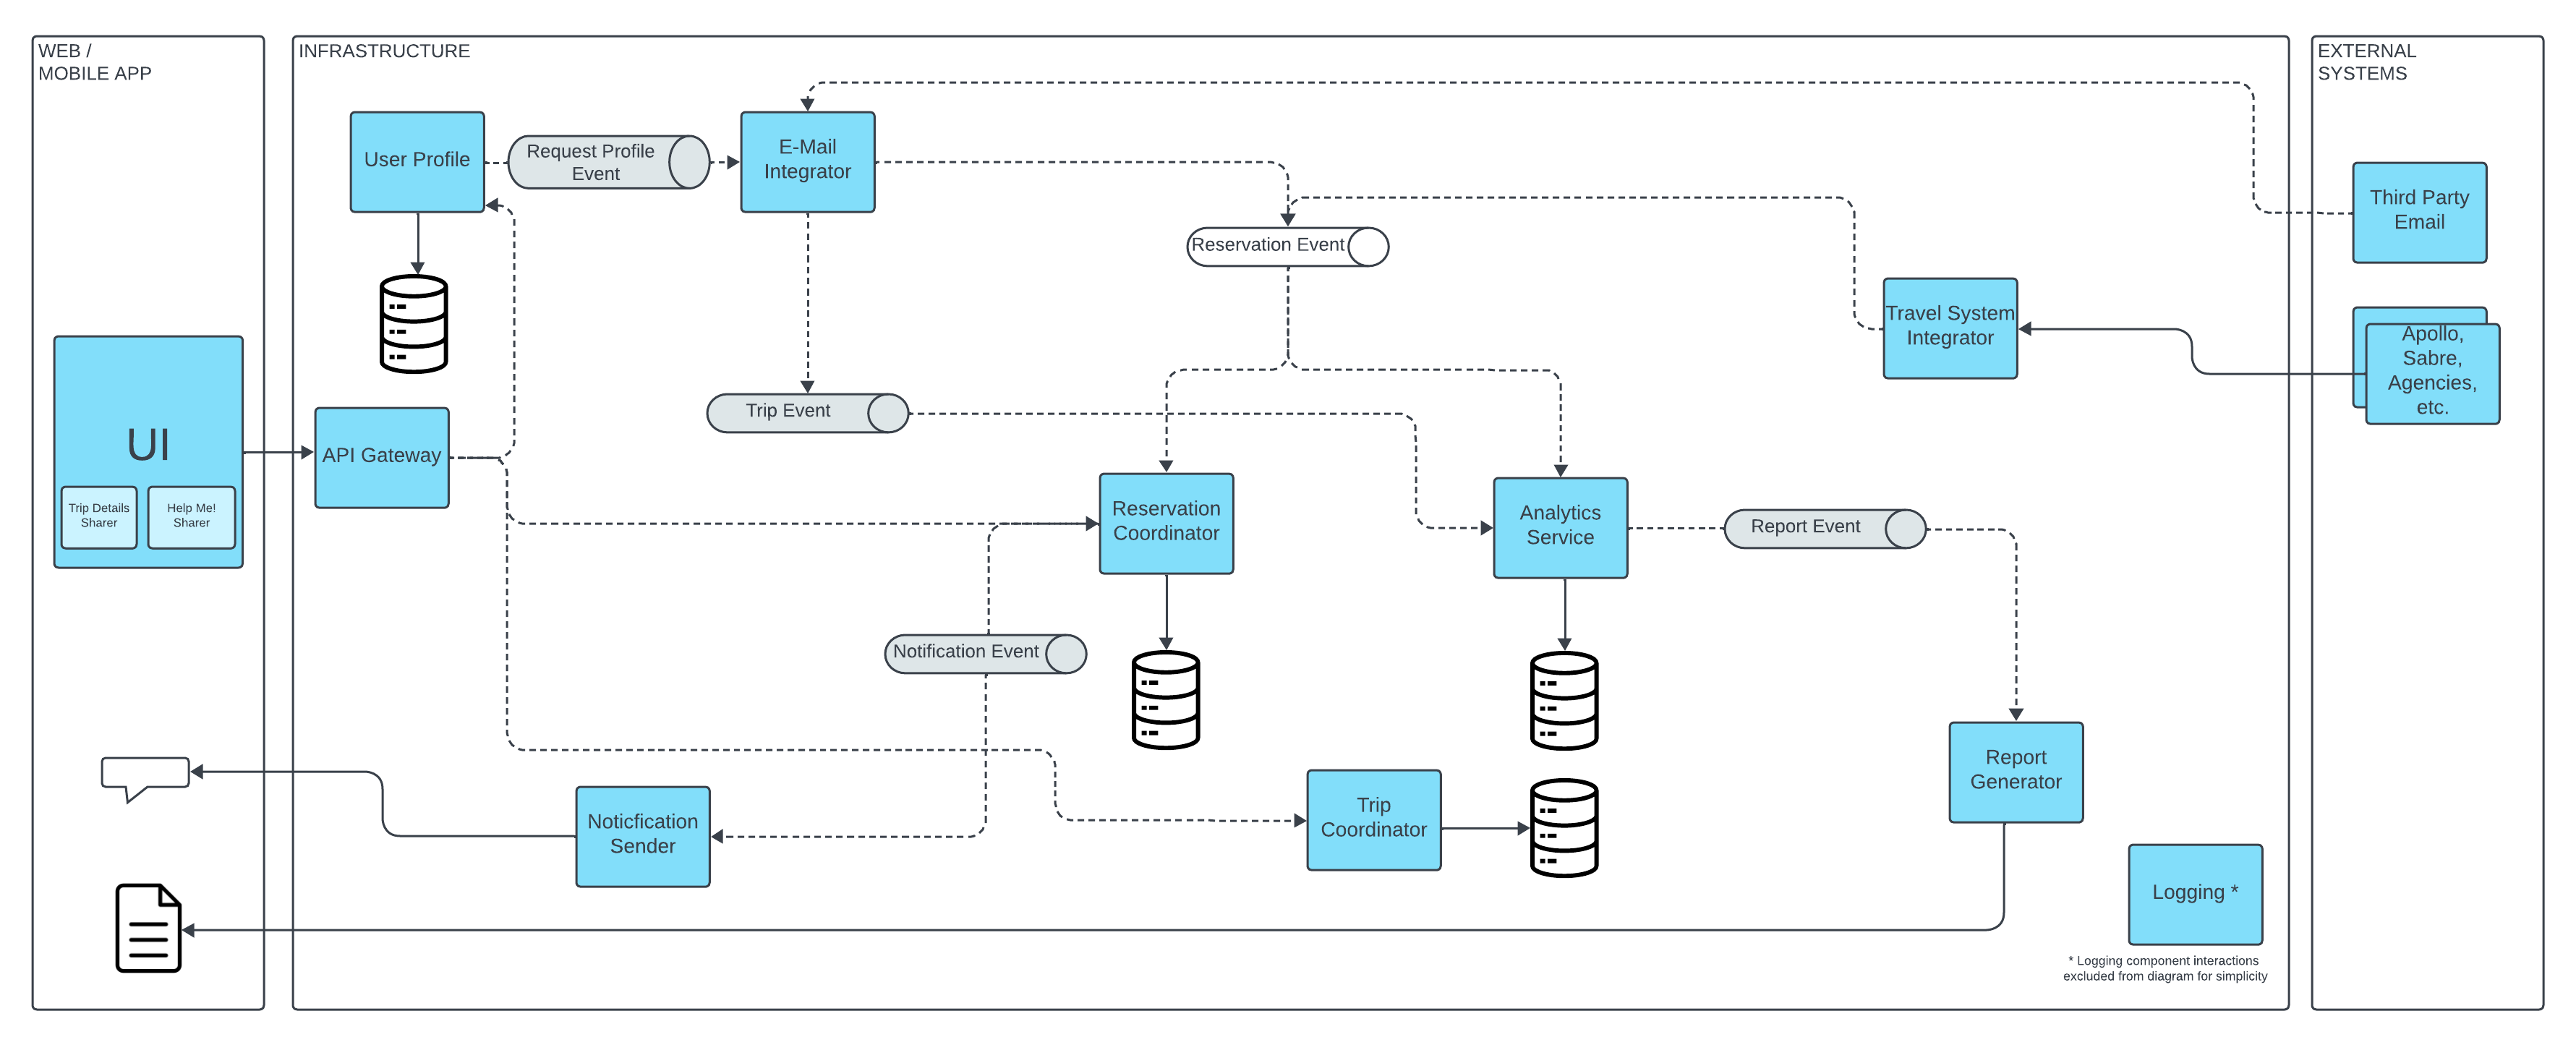 WEB /
MOBILE APP
INFRASTRUCTURE
EXTERNAL
SYSTEMS
User Profile
Request Profile
Event
E-Mail
Integrator
Third Party
Email
Reservation Event
Travel System
Integrator
Apollo,
Sabre,
Agencies,
etc.
Trip Event
UI
Trip Details
Sharer
Help Me!
Sharer
API Gateway
Reservation
Coordinator
Analytics
Service
Report Event
Notification Event
Noticfication
Sender
Trip
Coordinator
Report
Generator
Logging *
* Logging component interactions
excluded from diagram for simplicity